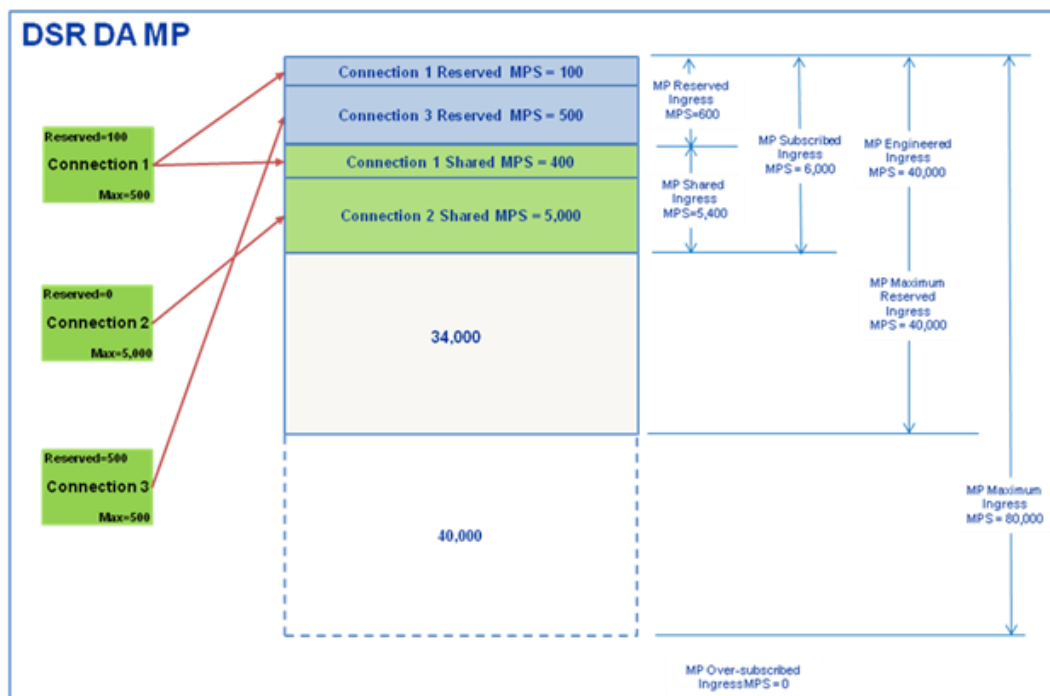 DSR DA MP
Reserved=100
Connection 1
Max=500
Reserved=0
Connection 2
Max=5,000
Reserved=500
Connection 3
Max=500
Connection 1 Reserved MPS = 100
Connection 3 Reserved MPS = 500
Connection 1 Shared MPS = 400
Connection 2 Shared MPS = 5,000
34,000
40,000
MP Reserved
Ingress
MPS=600
MP Shared
Ingress
MPS=5,400
MP Subscribed
Ingress
MPS = 6,000
MP Engineered
Ingress
MPS = 40,000
MP Maximum
Reserved
Ingress
MPS = 40,000
MP Maximum
Ingress
MPS = 80,000
MP Over-subscribed
IngressMPS = 0